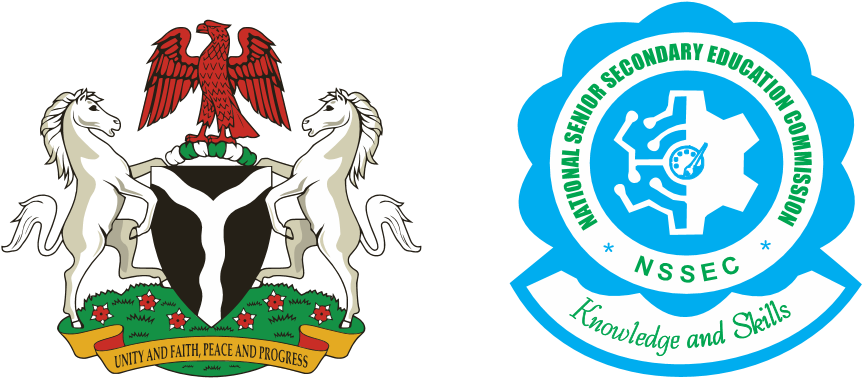 UNITY AND FAITH, PEACE AND PROGRESS
NATIONAL SENIOR SECONDARY EDUCATION COMMISSION
* NSSEC *
Knowledge and Skills